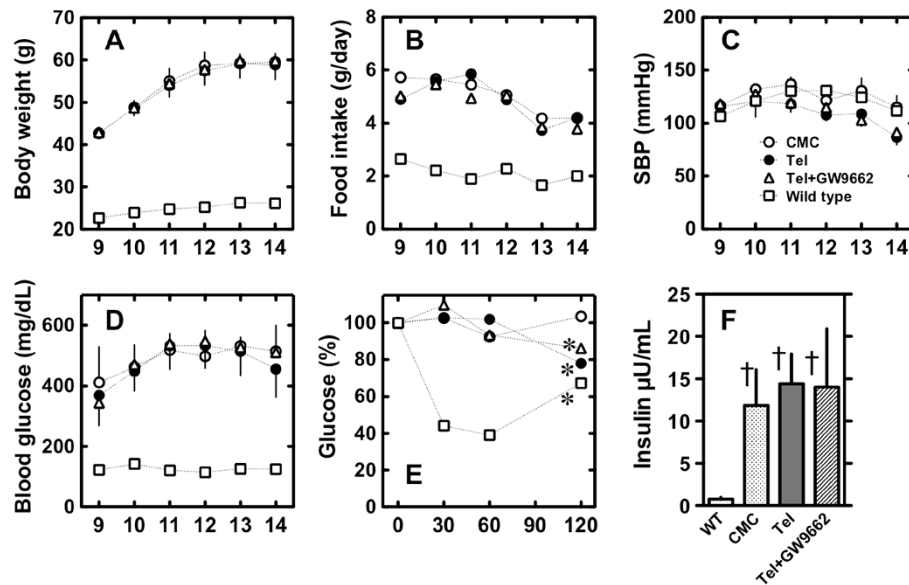 A
Body weight (g)
70
60
50
40
30
20
9 10 11 12 13 14
B
Food intake (g/day)
8
6
4
2
0
9 10 11 12 13 14
C
SBP (mmHg)
200
150
100
50
0
CMC
Tel
Tel+GW9662
Wild type
9 10 11 12 13 14
D
Blood glucose (mg/dL)
600
400
200
0
9 10 11 12 13 14
E
Glucose (%)
100
80
60
40
20
0
*
*
*
0 30 60 90 120
F
Insulin µU/mL
25
20
15
10
5
0
† † †
WT CMC Tel Tel+GW9662